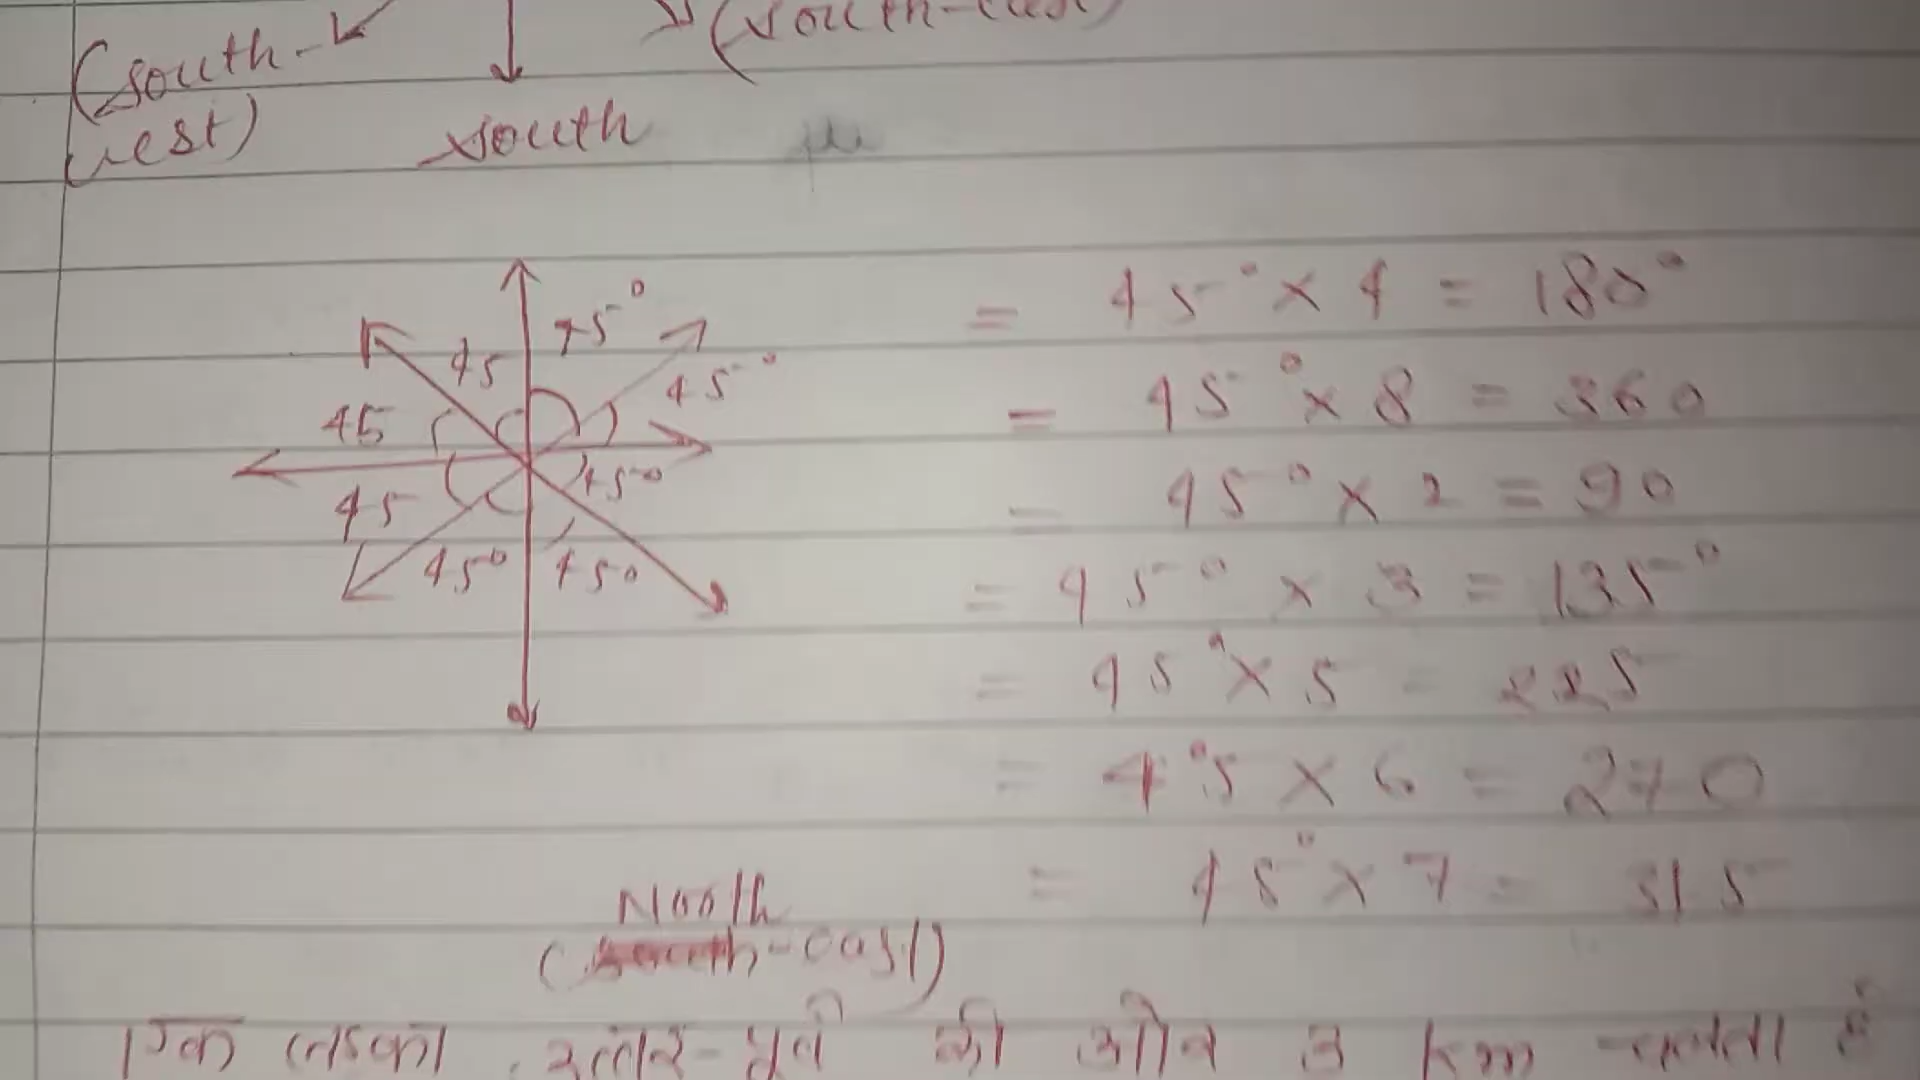 (south-
west)
(south-east)
south
45°
45
45°
45
45°
45
45°
45°
= 45° × 4 = 180°
= 45° × 8 = 360
= 45° × 2 = 90
= 45° × 3 = 135°
= 45° × 5 = 225
= 45° × 6 = 270
= 45° × 7 = 315
North
(south-east)
एक लड़का उत्तर-पूर्व की ओर 3 km चलता है